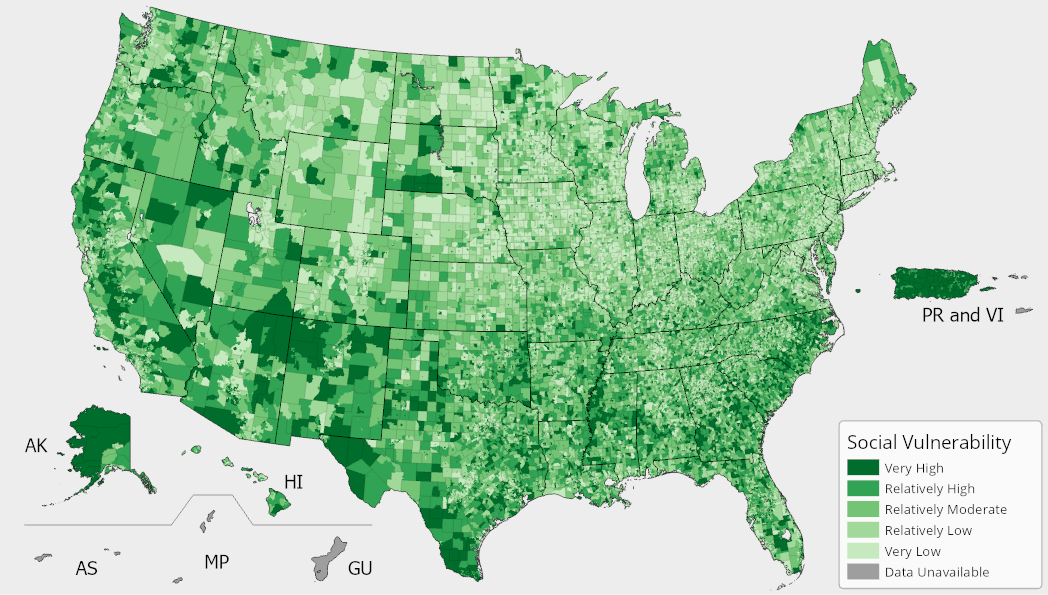 PR and VI
AK
HI
AS
MP
GU
Social Vulnerability
Very High
Relatively High
Relatively Moderate
Relatively Low
Very Low
Data Unavailable